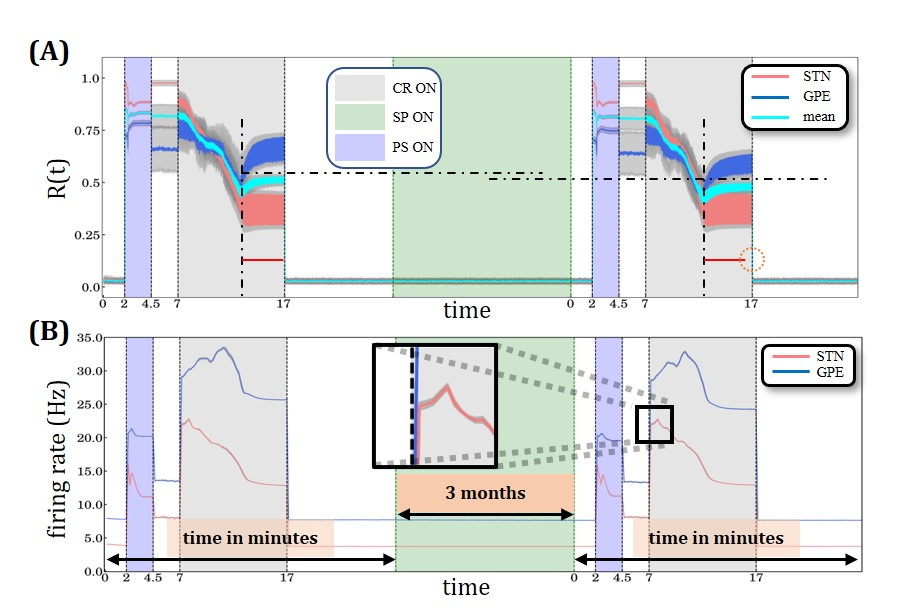 (A)
R(t)
1.0
0.75
0.5
0.25
0.0
CR ON
SP ON
PS ON
STN
GPE
mean
0 2 4.5 7 17 0 2 4.5 7 17
time
(B)
firing rate (Hz)
35.0
30.0
25.0
20.0
15.0
10.0
5.0
0.0
STN
GPE
3 months
time in minutes time in minutes
0 2 4.5 7 17 0 2 4.5 7 17
time